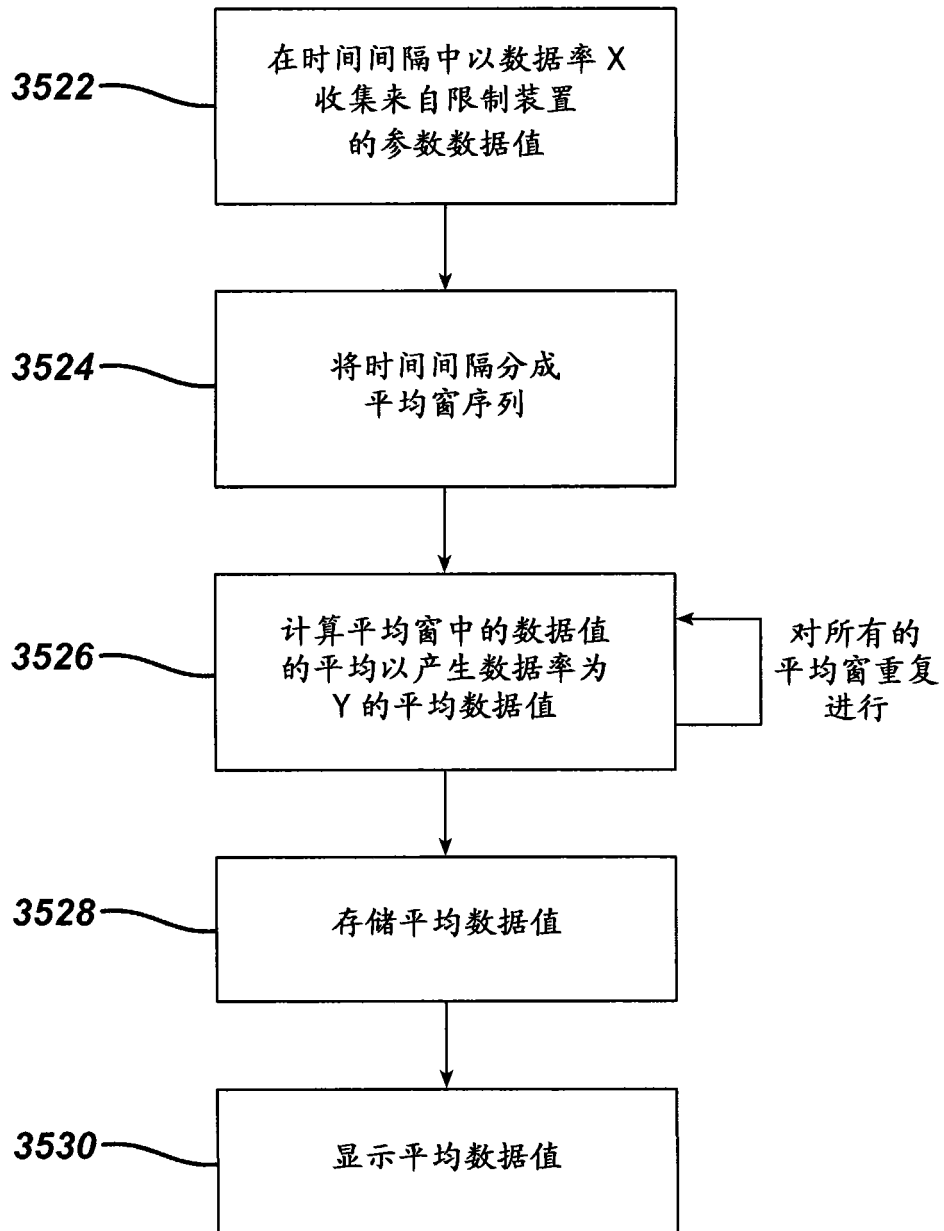 3522
在时间间隔中以数据率 X
收集来自限制装置
的参数数据值
3524
将时间间隔分成
平均窗序列
3526
计算平均窗中的数据值
的平均以产生数据率为
Y 的平均数据值
对所有的
平均窗重复
进行
3528
存储平均数据值
3530
显示平均数据值